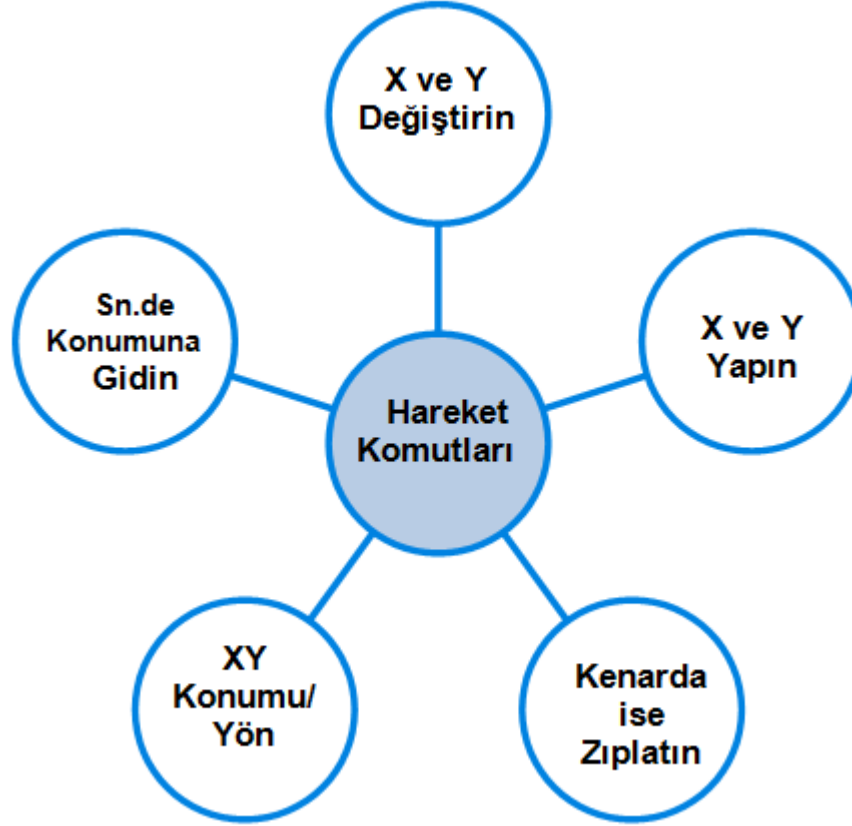 X ve Y
Değiştirin
Sn.de
Konumuna
Gidin
X ve Y
Yapın
Hareket
Komutları
XY
Konumu/
Yön
Kenarda
ise
Zıplatın